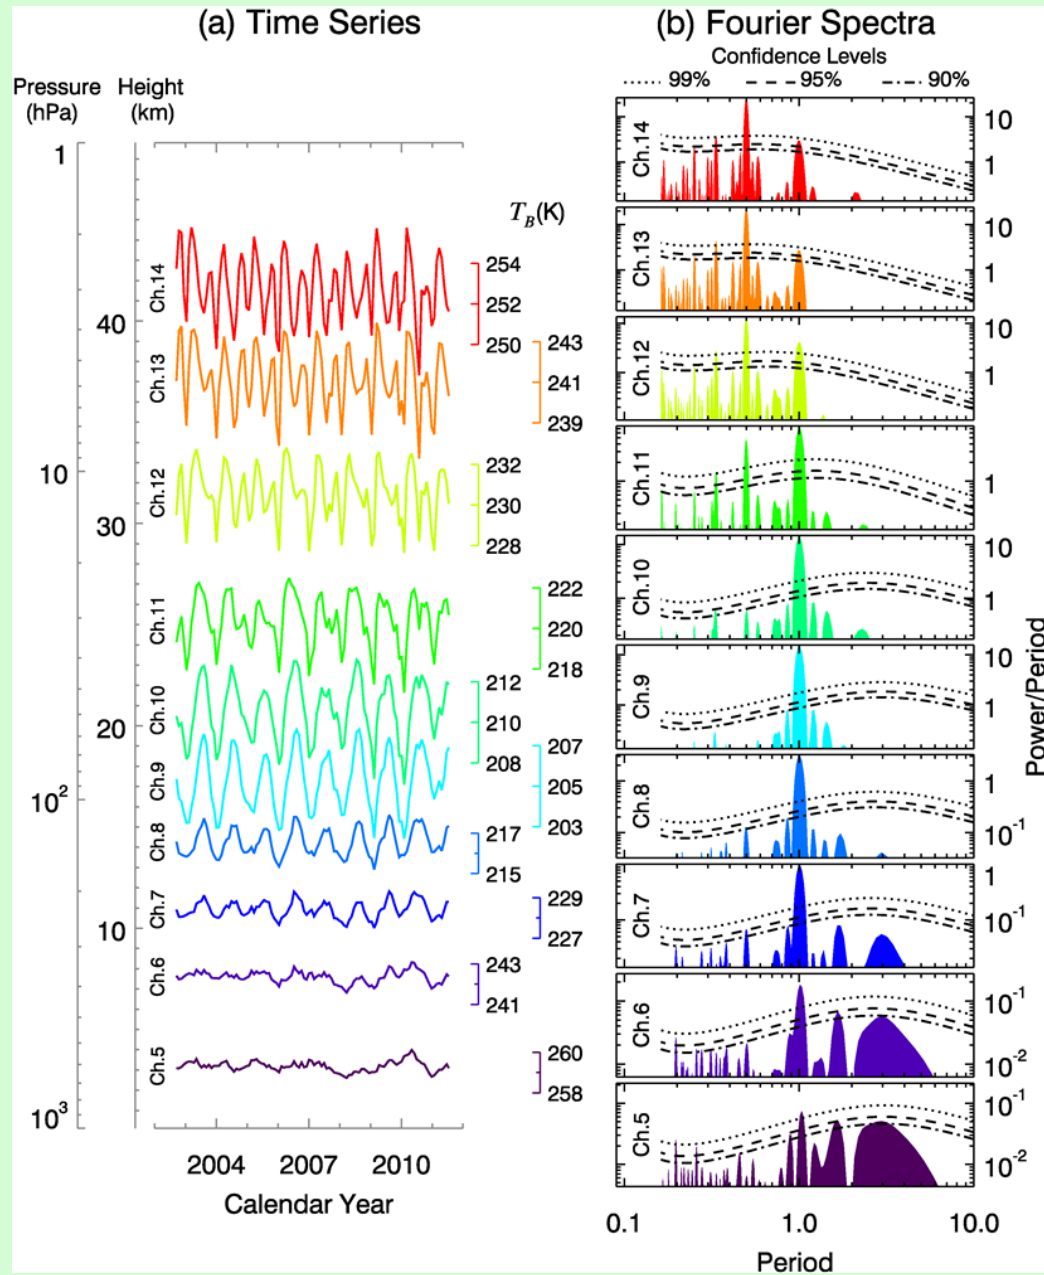 (a) Time Series
(b) Fourier Spectra
Confidence Levels
99% 95% 90%
Pressure
(hPa)
Height
(km)
1
10
10²
10³
40
30
20
10
T_B(K)
Ch.14
254
252
250
Ch.13
243
241
239
Ch.12
232
230
228
Ch.11
222
220
218
Ch.10
212
210
208
Ch.9
207
205
203
Ch.8
217
215
Ch.7
229
227
Ch.6
243
241
Ch.5
260
258
2004 2007 2010
Calendar Year
Ch.14
10
1
Ch.13
10
1
Ch.12
10
1
Ch.11
1
Ch.10
10
1
Ch.9
10
1
Ch.8
1
10⁻¹
Ch.7
1
10⁻¹
Ch.6
10⁻¹
10⁻²
Ch.5
10⁻¹
10⁻²
Power/Period
0.1 1.0 10.0
Period